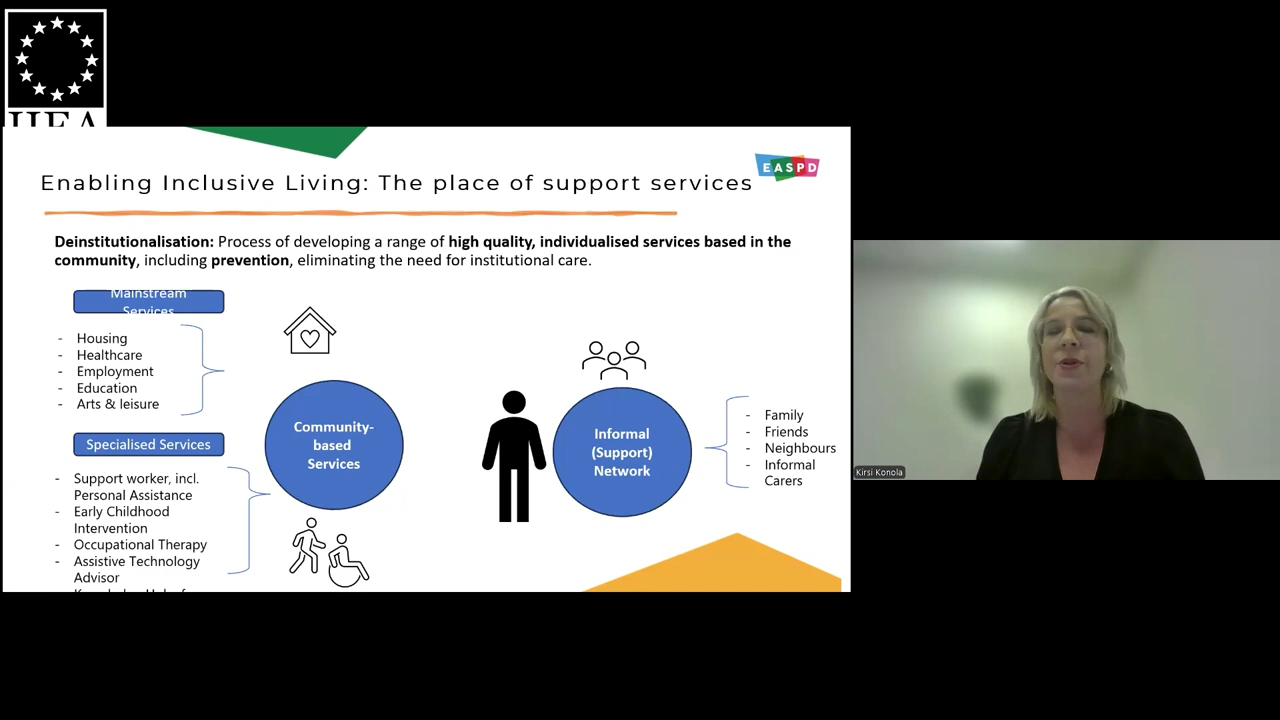 EASPD
Enabling Inclusive Living: The place of support services
Deinstitutionalisation: Process of developing a range of high quality, individualised services based in the
community, including prevention, eliminating the need for institutional care.
Mainstream
Services
- Housing
- Healthcare
- Employment
- Education
- Arts & leisure
Specialised Services
- Support worker, incl.
Personal Assistance
- Early Childhood
Intervention
- Occupational Therapy
- Assistive Technology
Advisor
Community-
based
Services
Informal
(Support)
Network
- Family
- Friends
- Neighbours
- Informal
Carers
Kirsi Konola